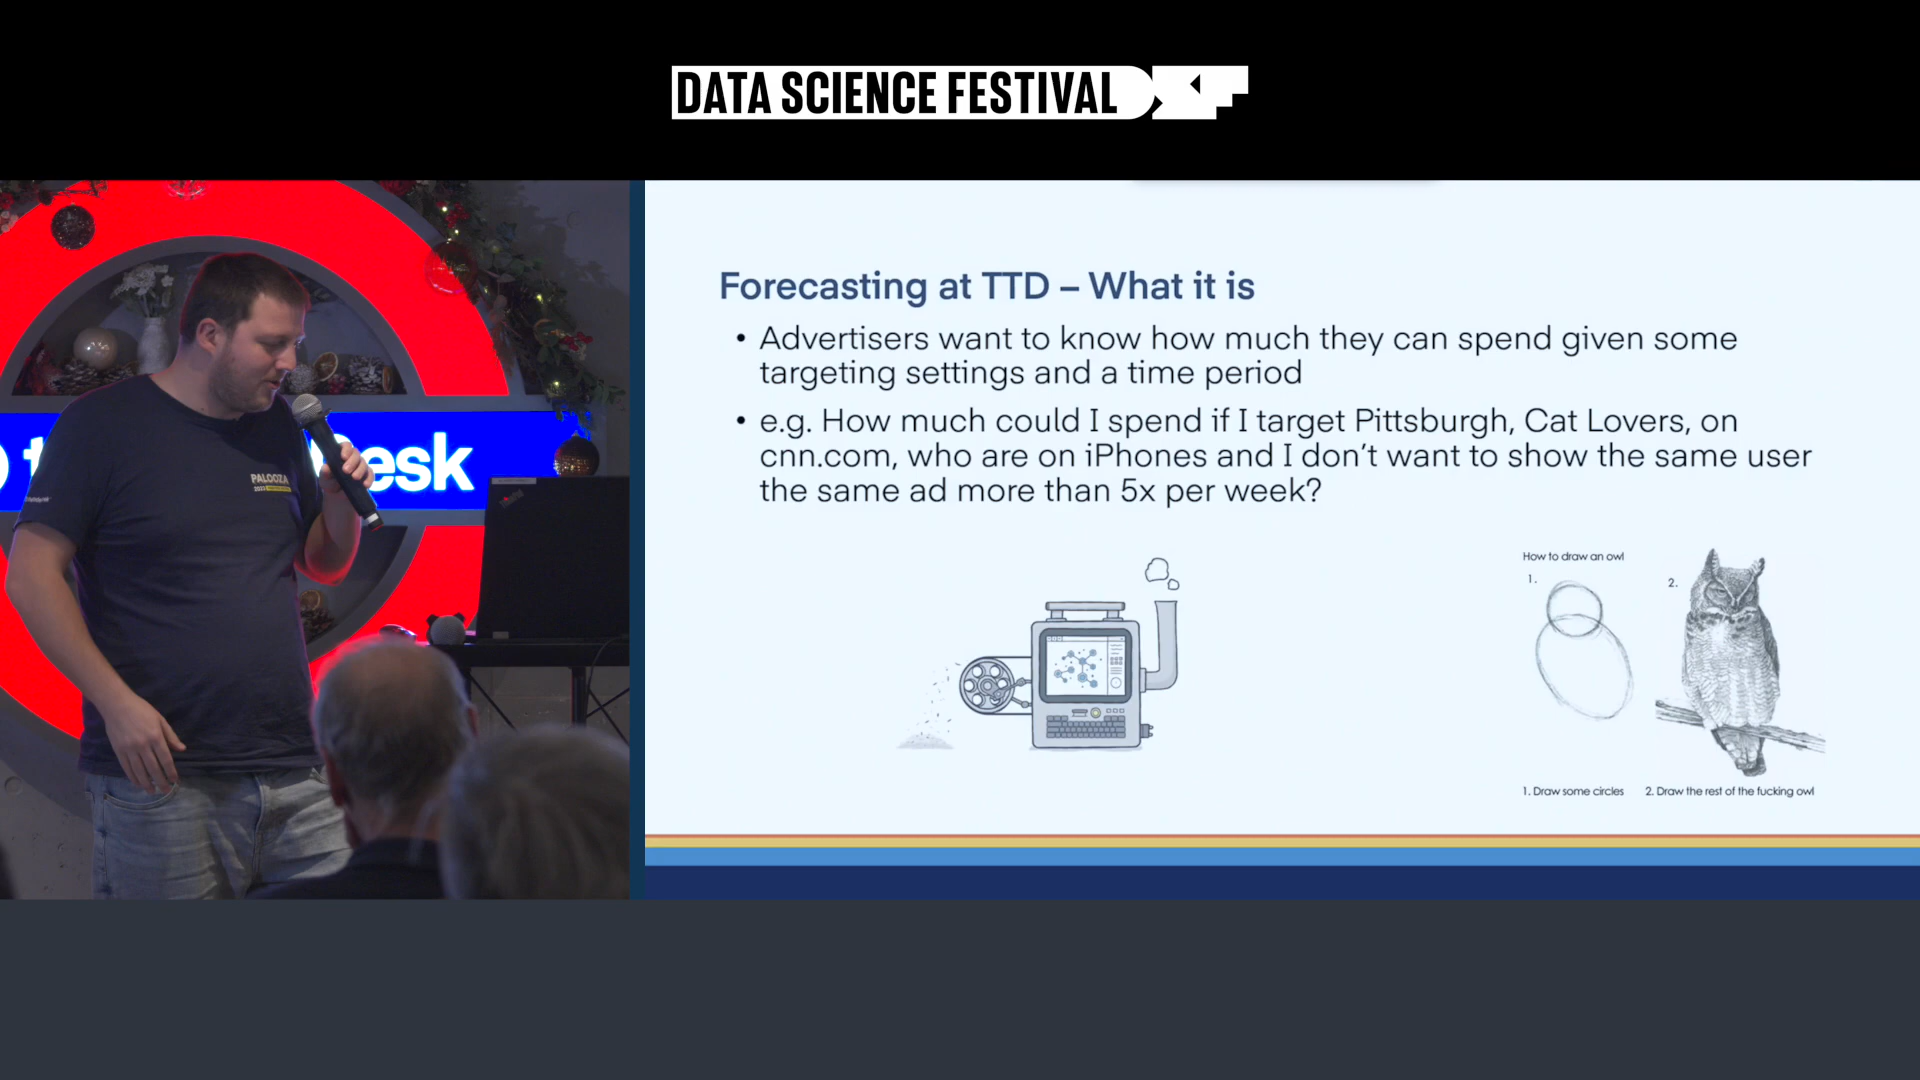 DATA SCIENCE FESTIVAL DSF
Forecasting at TTD – What it is
• Advertisers want to know how much they can spend given some
targeting settings and a time period
• e.g. How much could I spend if I target Pittsburgh, Cat Lovers, on
cnn.com, who are on iPhones and I don't want to show the same user
the same ad more than 5x per week?
How to draw an owl
1.
2.
1. Draw some circles
2. Draw the rest of the fucking owl
PALOOZA
esk